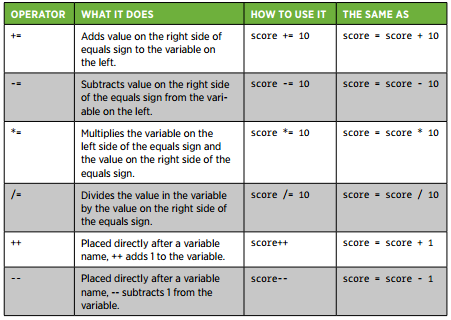 OPERATOR WHAT IT DOES HOW TO USE IT THE SAME AS
+= Adds value on the right side of score += 10 score = score + 10
equals sign to the variable on
the left.
-= Subtracts value on the right side score -= 10 score = score - 10
of the equals sign from the vari-
able on the left.
*= Multiplies the variable on the score *= 10 score = score * 10
left side of the equals sign and
the value on the right side of the
equals sign.
/= Divides the value in the variable score /= 10 score = score / 10
by the value on the right side of
the equals sign.
++ Placed directly after a variable score++ score = score + 1
name, ++ adds 1 to the variable.
-- Placed directly after a variable score-- score = score - 1
name, -- subtracts 1 from the
variable.